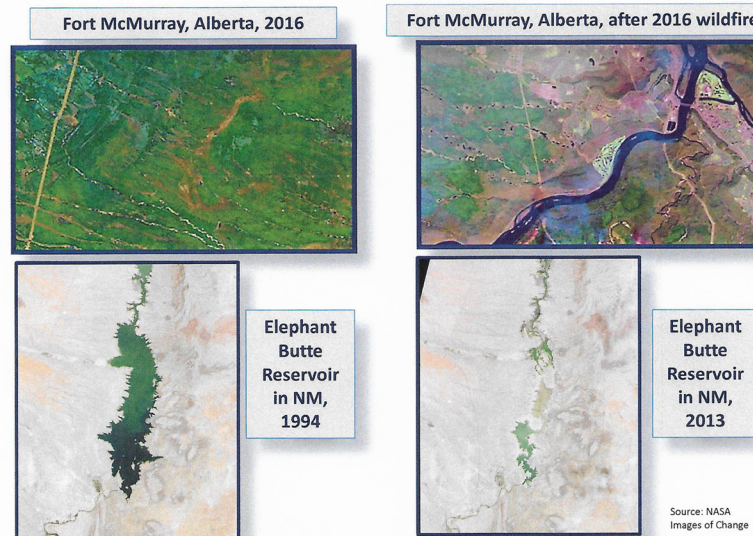 Fort McMurray, Alberta, 2016
Fort McMurray, Alberta, after 2016 wildfire
Elephant
Butte
Reservoir
in NM,
1994
Elephant
Butte
Reservoir
in NM,
2013
Source: NASA
Images of Change